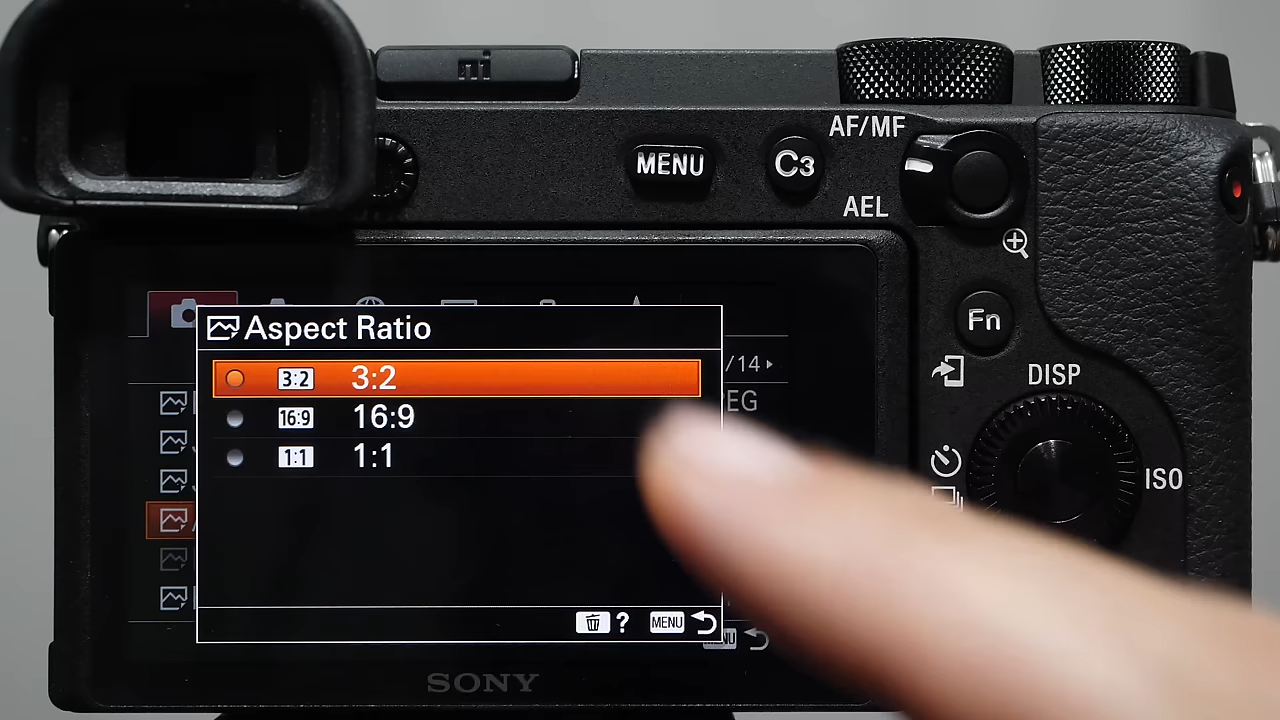 AF/MF
MENU
C3
AEL
Fn
DISP
ISO
Aspect Ratio
/14
3:2 3:2
16:9 16:9
1:1 1:1
? MENU
SONY